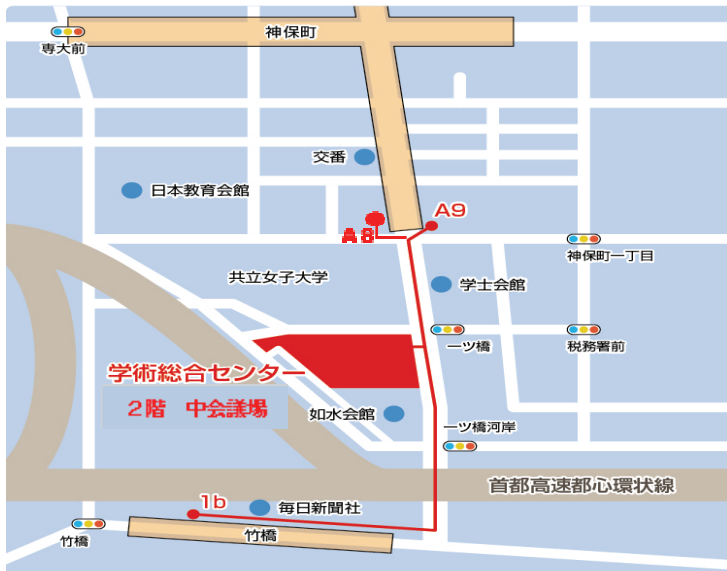 神保町
専大前
交番
日本教育会館
A9
A8
神保町一丁目
共立女子大学
学士会館
一ツ橋
税務署前
学術総合センター
2階 中会議場
如水会館
一ツ橋河岸
首都高速都心環状線
1b
毎日新聞社
竹橋
竹橋